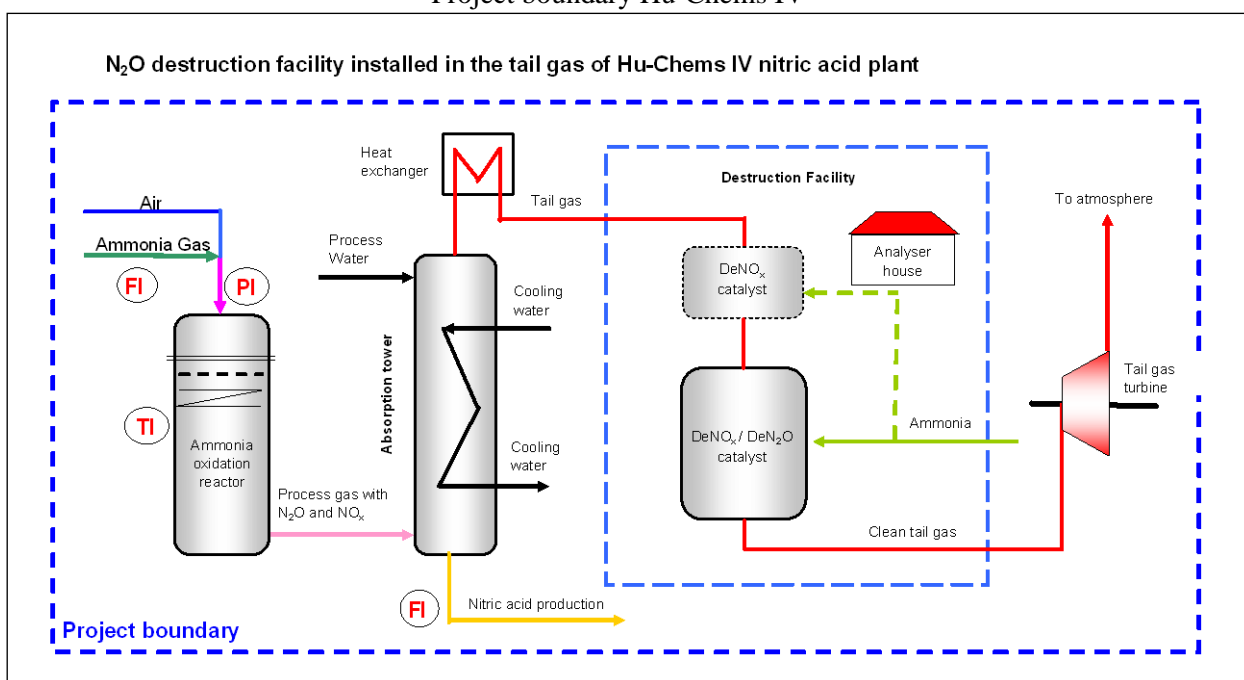 Project boundary Hu-Chems IV
N₂O destruction facility installed in the tail gas of Hu-Chems IV nitric acid plant
Heat
exchanger
Destruction Facility
Air
Tail gas
To atmosphere
Ammonia Gas
Process
Water
Analyser
house
FI
PI
DeNOₓ
catalyst
Cooling
water
Absorption tower
Tail gas
turbine
TI
Ammonia
DeNOₓ / DeN₂O
catalyst
Ammonia
oxidation
reactor
Cooling
water
Process gas with
N₂O and NOₓ
Clean tail gas
FI
Nitric acid production
Project boundary